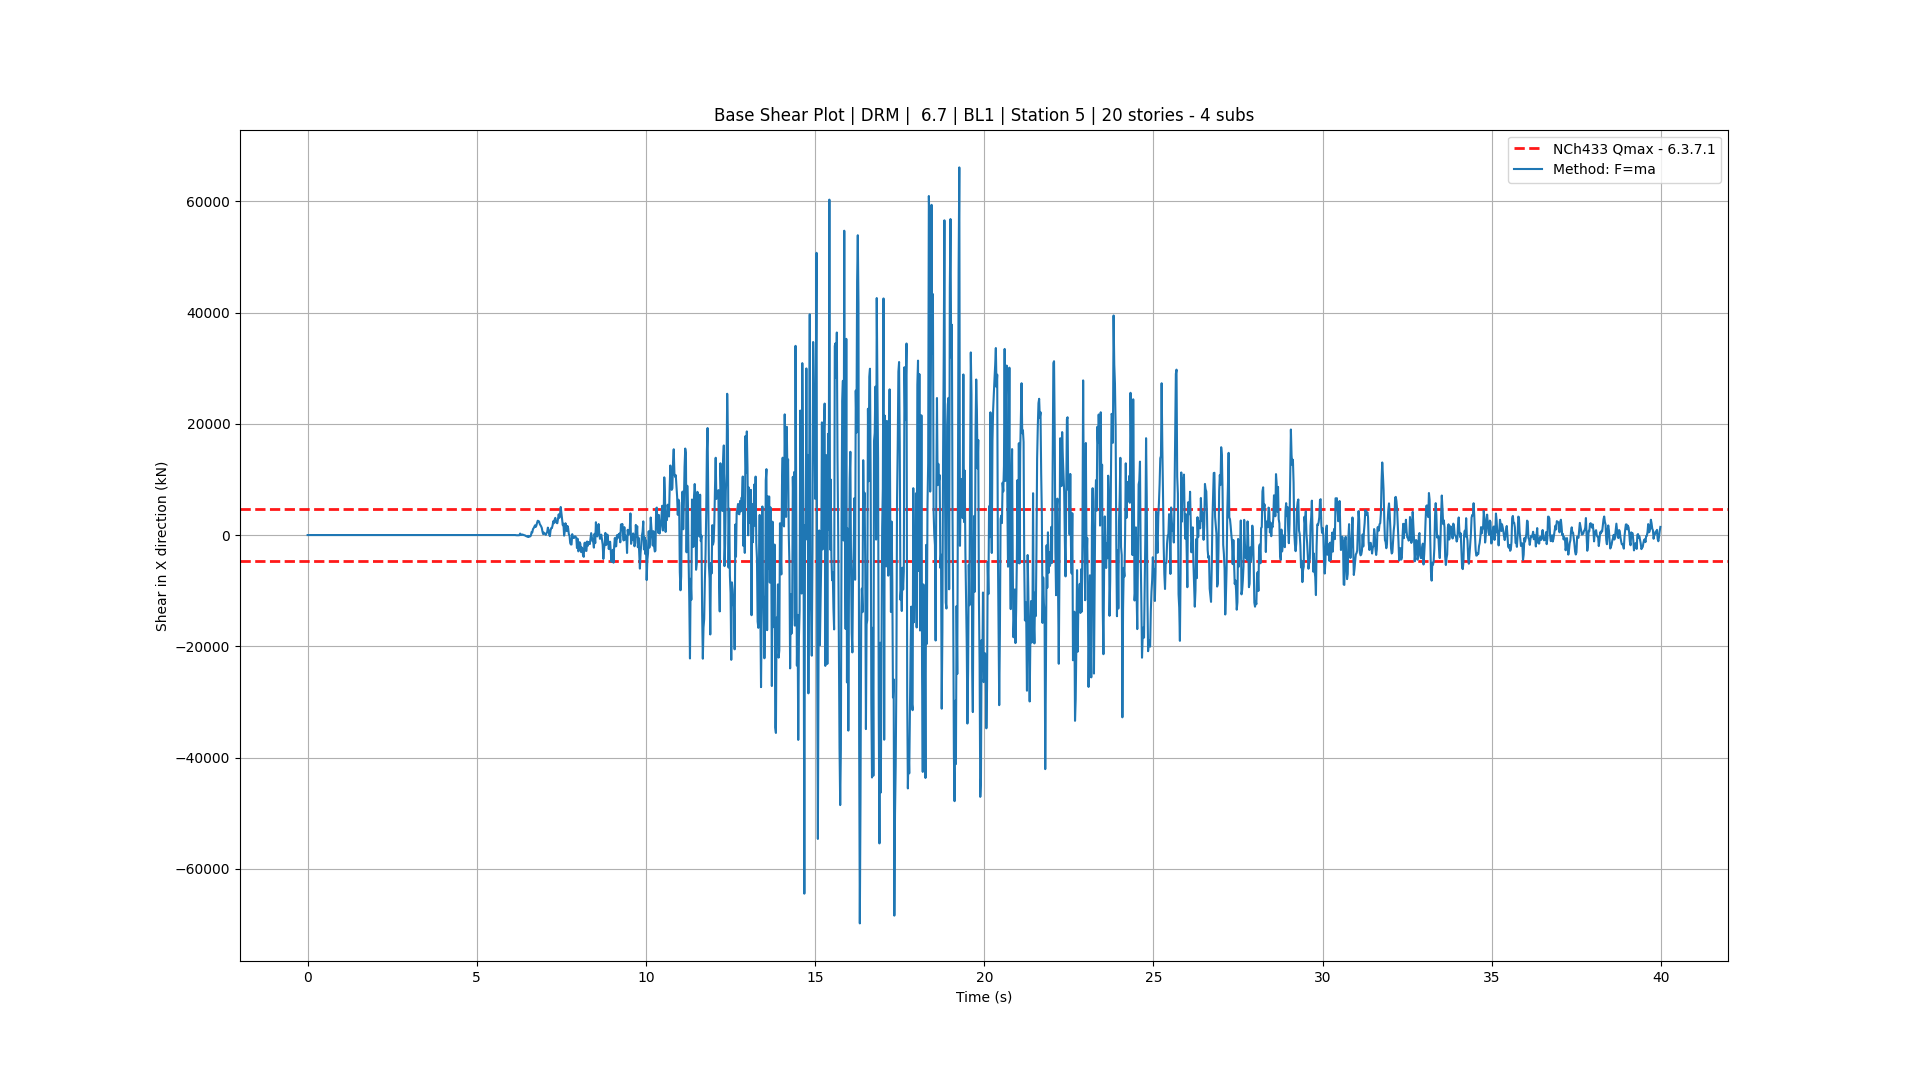 Base Shear Plot | DRM |  6.7 | BL1 | Station 5 | 20 stories - 4 subs
NCh433 Qmax - 6.3.7.1
Method: F=ma
Shear in X direction (kN)
60000
40000
20000
0
−20000
−40000
−60000
0 5 10 15 20 25 30 35 40
Time (s)